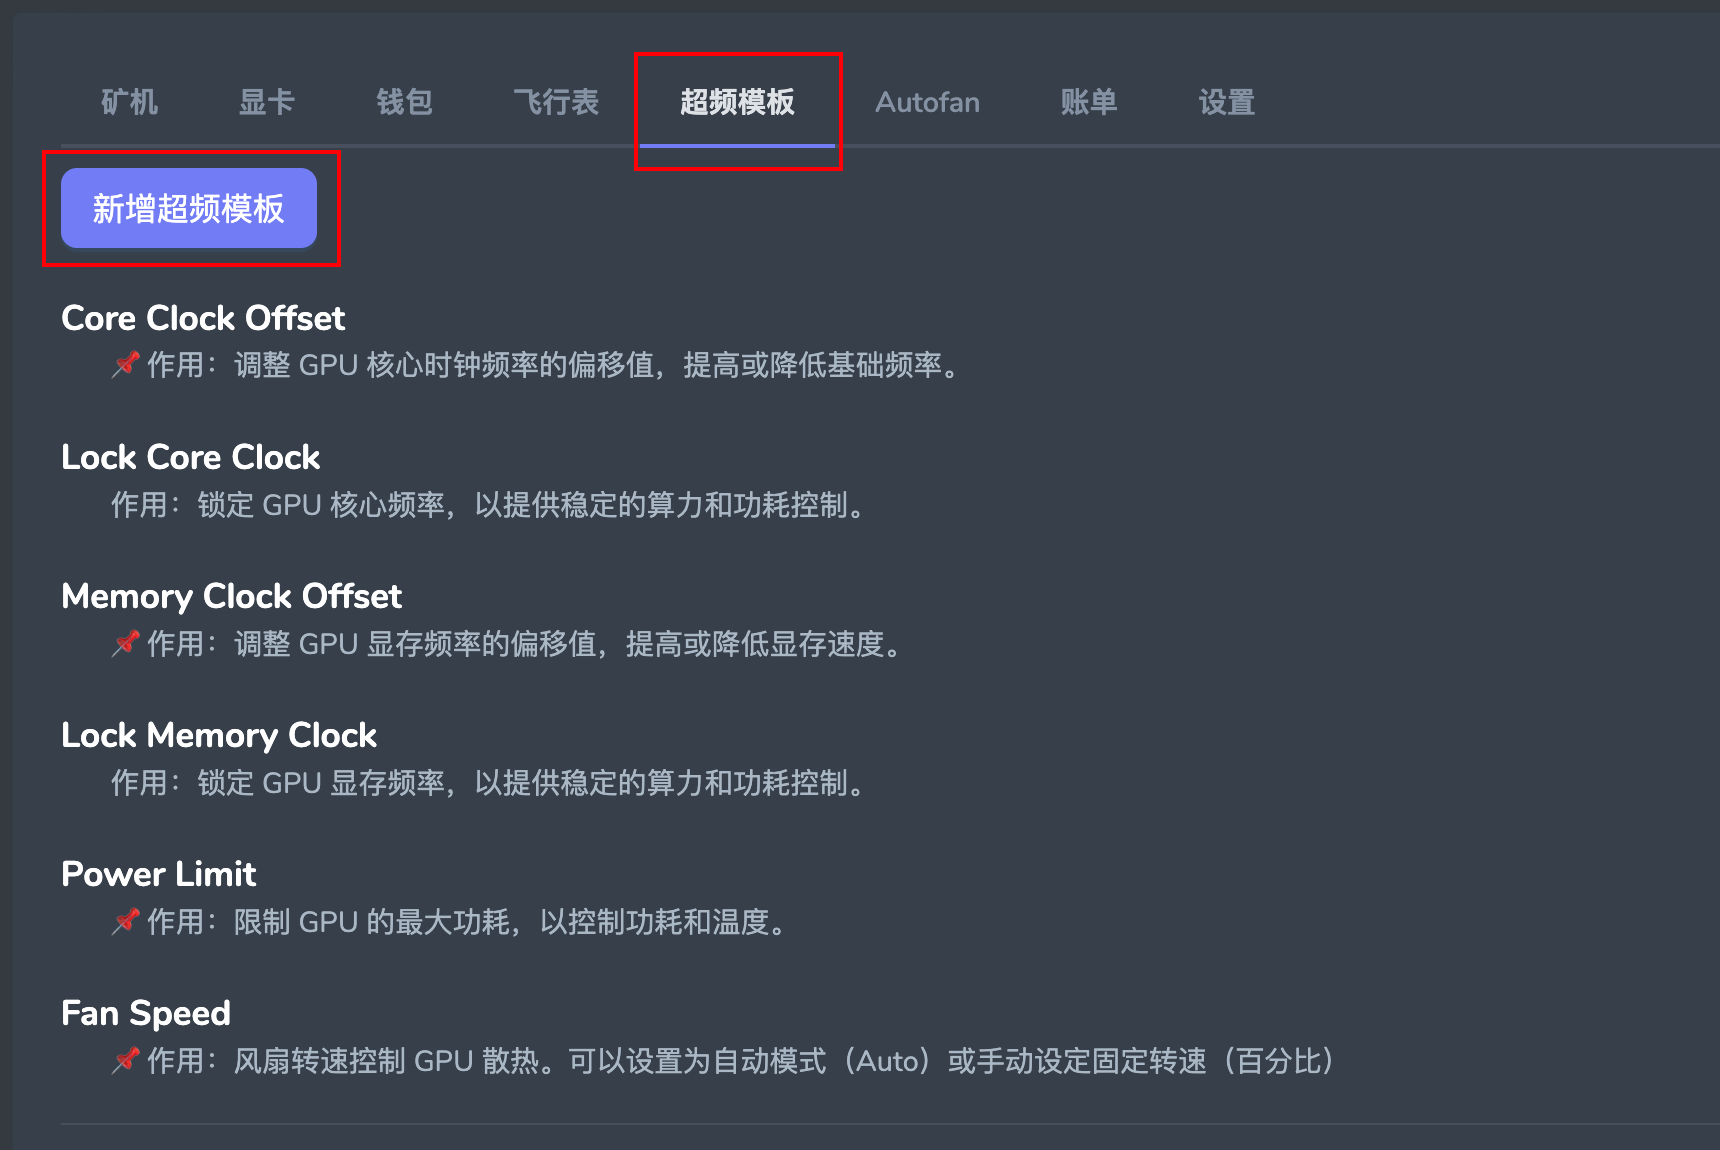 矿机 显卡 钱包 飞行表 超频模板 Autofan 账单 设置
新增超频模板
Core Clock Offset
📌 作用：调整 GPU 核心时钟频率的偏移值，提高或降低基础频率。
Lock Core Clock
作用：锁定 GPU 核心频率，以提供稳定的算力和功耗控制。
Memory Clock Offset
📌 作用：调整 GPU 显存频率的偏移值，提高或降低显存速度。
Lock Memory Clock
作用：锁定 GPU 显存频率，以提供稳定的算力和功耗控制。
Power Limit
📌 作用：限制 GPU 的最大功耗，以控制功耗和温度。
Fan Speed
📌 作用：风扇转速控制 GPU 散热。可以设置为自动模式（Auto）或手动设定固定转速（百分比）